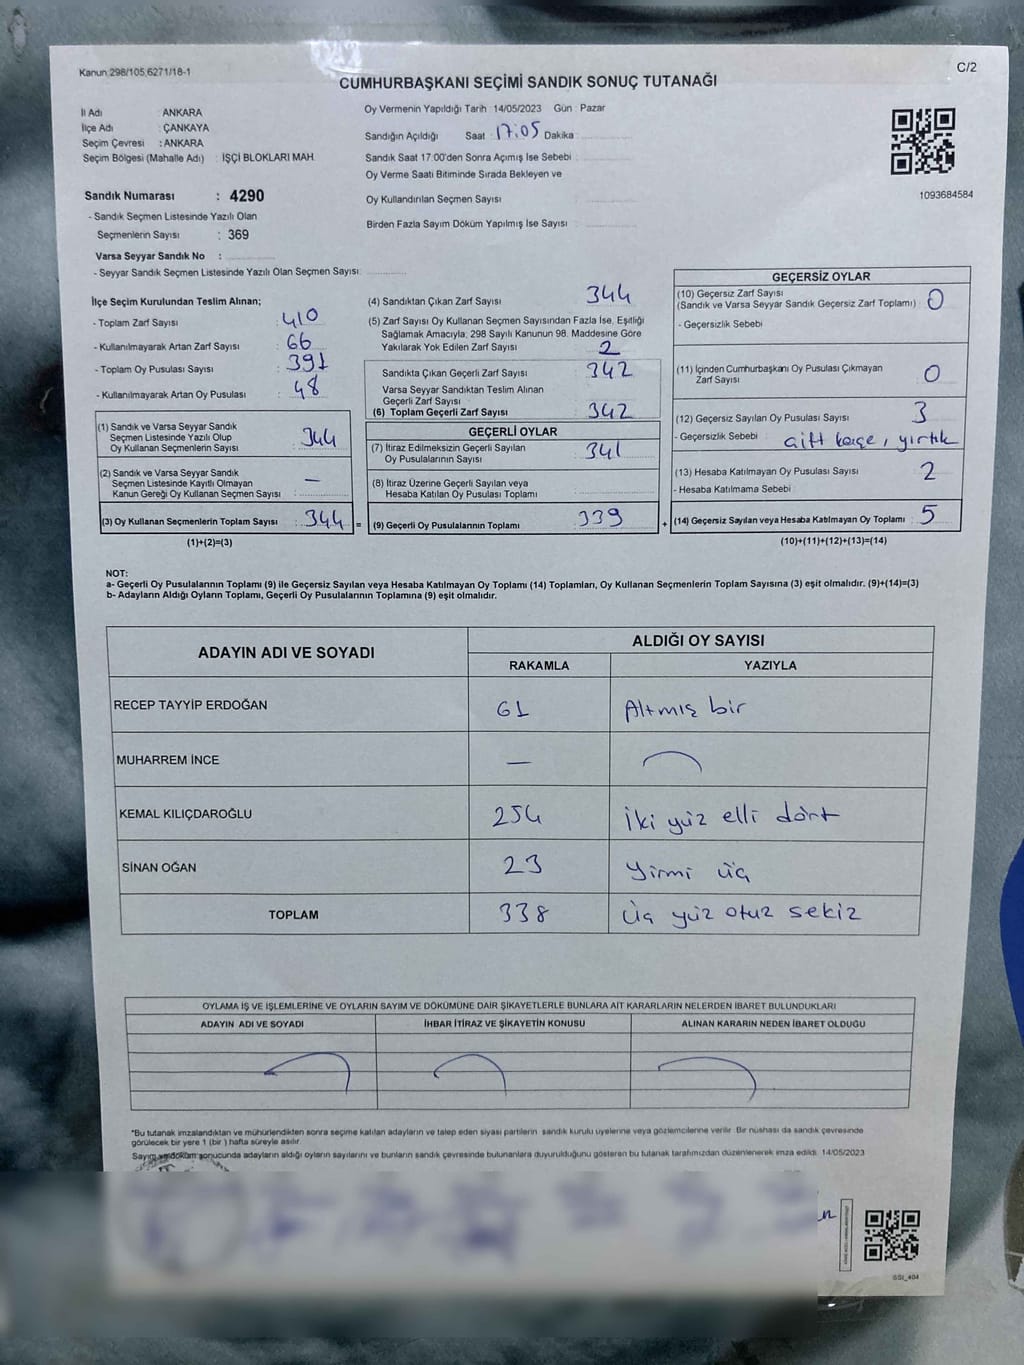 Kanun 298/105,6271/18-1
C/2
CUMHURBAŞKANI SEÇİMİ SANDIK SONUÇ TUTANAĞI
İl Adı : ANKARA
İlçe Adı : ÇANKAYA
Seçim Çevresi : ANKARA
Seçim Bölgesi (Mahalle Adı) : İŞÇİ BLOKLARI MAH.
Sandık Numarası : 4290
- Sandık Seçmen Listesinde Yazılı Olan
Seçmenlerin Sayısı : 369
Varsa Seyyar Sandık No :
- Seyyar Sandık Seçmen Listesinde Yazılı Olan Seçmen Sayısı:
Oy Vermenin Yapıldığı Tarih : 14/05/2023 Gün : Pazar
Sandığın Açıldığı Saat : 17:05 Dakika :
Sandık Saat 17:00'den Sonra Açımış İse Sebebi :
Oy Verme Saati Bitiminde Sırada Bekleyen ve
Oy Kullandırılan Seçmen Sayısı :
Birden Fazla Sayım Döküm Yapılmış İse Sayısı :
1093684584
İlçe Seçim Kurulundan Teslim Alınan;
- Toplam Zarf Sayısı : 410
- Kullanılmayarak Artan Zarf Sayısı : 66
- Toplam Oy Pusulası Sayısı : 391
- Kullanılmayarak Artan Oy Pusulası : 48
(1) Sandık ve Varsa Seyyar Sandık
Seçmen Listesinde Yazılı Olup
Oy Kullanan Seçmenlerin Sayısı : 344
(2) Sandık ve Varsa Seyyar Sandık
Seçmen Listesinde Kayıtlı Olmayan
Kanun Gereği Oy Kullanan Seçmen Sayısı : —
(3) Oy Kullanan Seçmenlerin Toplam Sayısı : 344 =
(1)+(2)=(3)
(4) Sandıktan Çıkan Zarf Sayısı 344
(5) Zarf Sayısı Oy Kullanan Seçmen Sayısından Fazla İse, Eşitliği
Sağlamak Amacıyla; 298 Sayılı Kanunun 98. Maddesine Göre
Yakılarak Yok Edilen Zarf Sayısı : 2
Sandıkta Çıkan Geçerli Zarf Sayısı : 342
Varsa Seyyar Sandıktan Teslim Alınan
Geçerli Zarf Sayısı :
(6) Toplam Geçerli Zarf Sayısı : 342
GEÇERLİ OYLAR
(7) İtiraz Edilmeksizin Geçerli Sayılan
Oy Pusulalarının Sayısı : 341
(8) İtiraz Üzerine Geçerli Sayılan veya
Hesaba Katılan Oy Pusulası Toplamı :
(9) Geçerli Oy Pusulalarının Toplamı : 339 +
GEÇERSİZ OYLAR
(10) Geçersiz Zarf Sayısı
(Sandık ve Varsa Seyyar Sandık Geçersiz Zarf Toplamı) : 0
- Geçersizlik Sebebi
(11) İçinden Cumhurbaşkanı Oy Pusulası Çıkmayan
Zarf Sayısı : 0
(12) Geçersiz Sayılan Oy Pusulası Sayısı : 3
- Geçersizlik Sebebi : çift kaşe, yırtık
(13) Hesaba Katılmayan Oy Pusulası Sayısı : 2
- Hesaba Katılmama Sebebi :
(14) Geçersiz Sayılan veya Hesaba Katılmayan Oy Toplamı : 5
(10)+(11)+(12)+(13)=(14)
NOT:
a- Geçerli Oy Pusulalarının Toplamı (9) ile Geçersiz Sayılan veya Hesaba Katılmayan Oy Toplamı (14) Toplamları, Oy Kullanan Seçmenlerin Toplam Sayısına (3) eşit olmalıdır. (9)+(14)=(3)
b- Adayların Aldığı Oyların Toplamı, Geçerli Oy Pusulalarının Toplamına (9) eşit olmalıdır.
ADAYIN ADI VE SOYADI ALDIĞI OY SAYISI
RAKAMLA YAZIYLA
RECEP TAYYİP ERDOĞAN 61 Altmış bir
MUHARREM İNCE —
KEMAL KILIÇDAROĞLU 254 İki yüz elli dört
SİNAN OĞAN 23 Yirmi üç
TOPLAM 338 Üç yüz otuz sekiz
OYLAMA İŞ VE İŞLEMLERİNE VE OYLARIN SAYIM VE DÖKÜMÜNE DAİR ŞİKAYETLERLE BUNLARA AİT KARARLARIN NELERDEN İBARET BULUNDUKLARI
ADAYIN ADI VE SOYADI İHBAR İTİRAZ VE ŞİKAYETİN KONUSU ALINAN KARARIN NEDEN İBARET OLDUĞU
*Bu tutanak imzalandıktan ve mühürlendikten sonra seçime katılan adayların ve talep eden siyasi partilerin sandık kurulu üyelerine veya gözlemcilerine verilir. Bir nüshası da sandık çevresinde
görülecek bir yere 1 (bir ) hafta süreyle asılır.
Sayım ve döküm sonucunda adayların aldığı oyların sayılarını ve bunların sandık çevresinde bulunanlara duyurulduğunu gösteren bu tutanak tarafımızdan düzenlenerek imza edildi. 14/05/2023
SSI_404